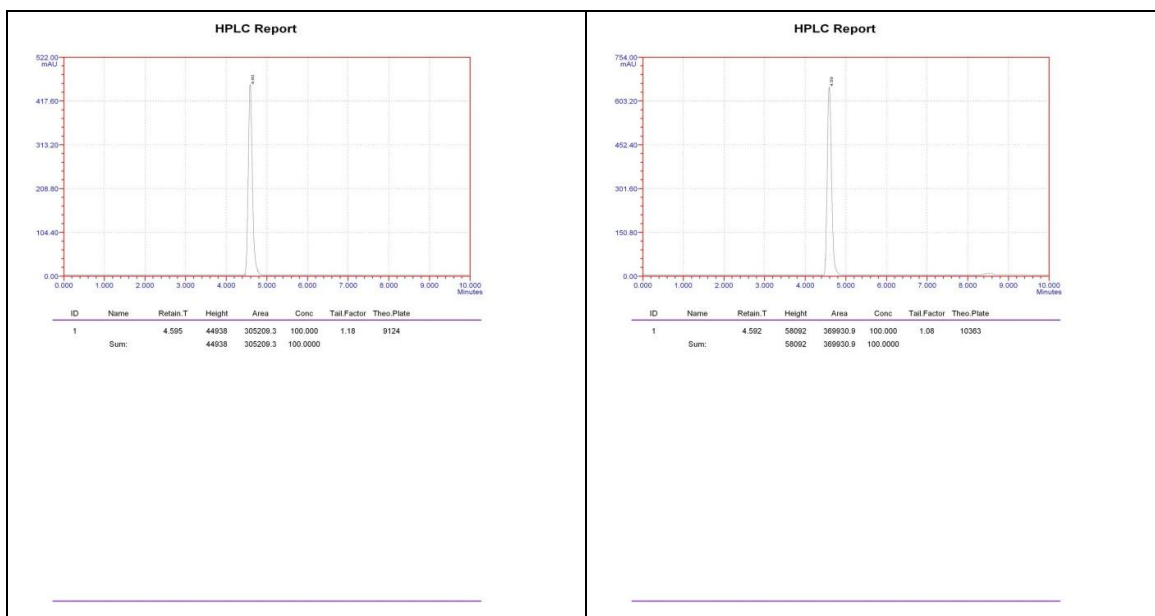 HPLC Report
522.00
mAU
4.60
417.60
313.20
208.80
104.40
0.00
0.000 1.000 2.000 3.000 4.000 5.000 6.000 7.000 8.000 9.000 10.000
Minutes
ID Name Retain.T Height Area Conc Tail.Factor Theo.Plate
1 4.595 44938 305209.3 100.000 1.18 9124
Sum: 44938 305209.3 100.0000
HPLC Report
754.00
mAU
4.59
603.20
452.40
301.60
150.80
0.00
0.000 1.000 2.000 3.000 4.000 5.000 6.000 7.000 8.000 9.000 10.000
Minutes
ID Name Retain.T Height Area Conc Tail.Factor Theo.Plate
1 4.592 58092 369930.9 100.000 1.08 10363
Sum: 58092 369930.9 100.0000